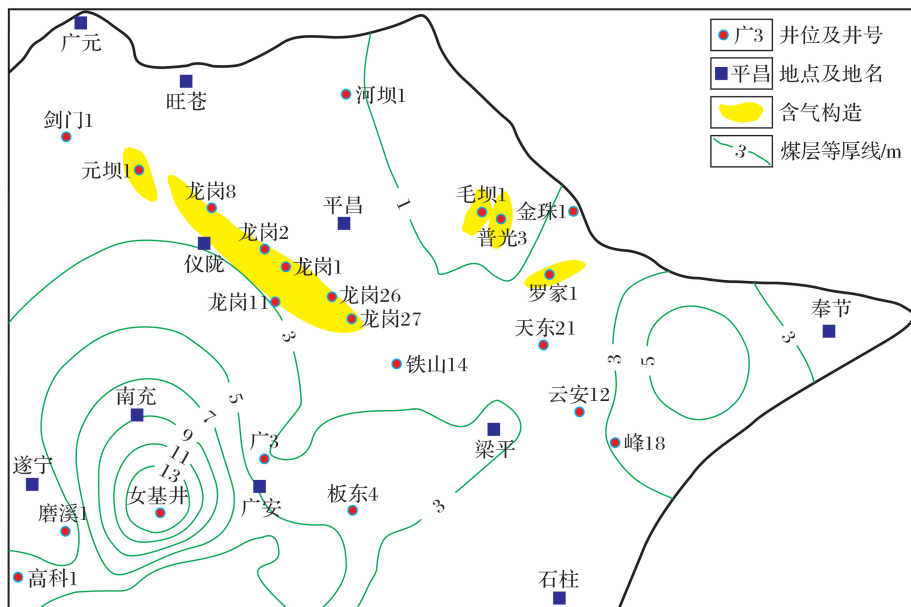 广元
旺苍
剑门1
河坝1
元坝1
龙岗8
平昌
毛坝1
金珠1
普光3
仪陇
龙岗2
龙岗1
龙岗11
龙岗26
龙岗27
罗家1
天东21
奉节
铁山14
云安12
南充
梁平
峰18
广3
遂宁
女基井
广安
板东4
磨溪1
高科1
石柱
1
3
3
5
3
5
7
9
11
13
3
广3 井位及井号
平昌 地点及地名
含气构造
3 煤层等厚线/m